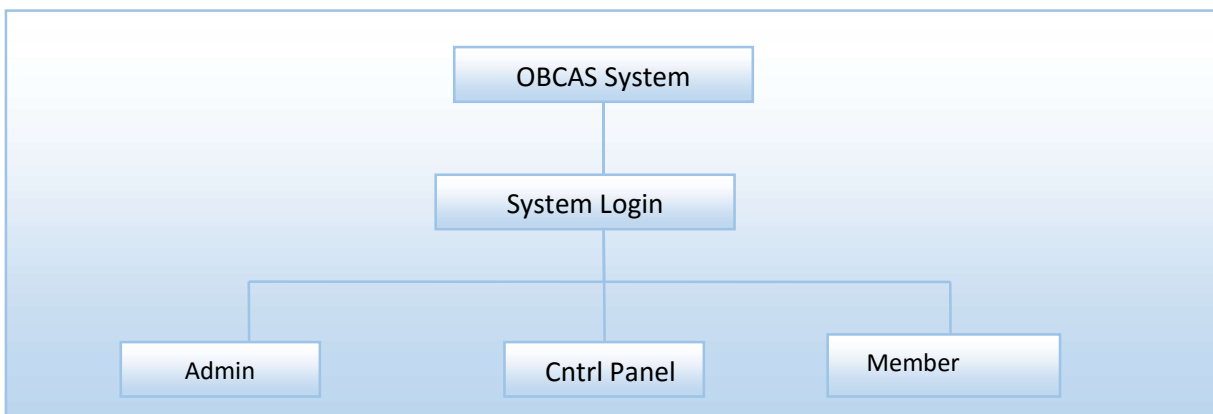 OBCAS System
System Login
Admin
Cntrl Panel
Member